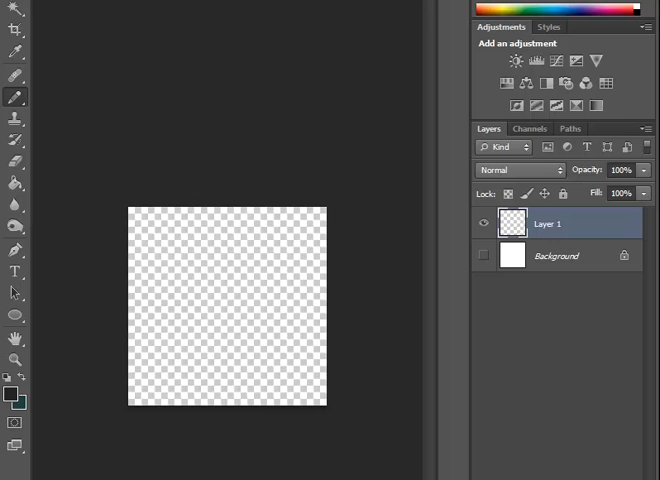 Adjustments Styles
Add an adjustment
Layers Channels Paths
Kind
T
Normal Opacity: 100%
Lock: Fill: 100%
Layer 1
Background
T